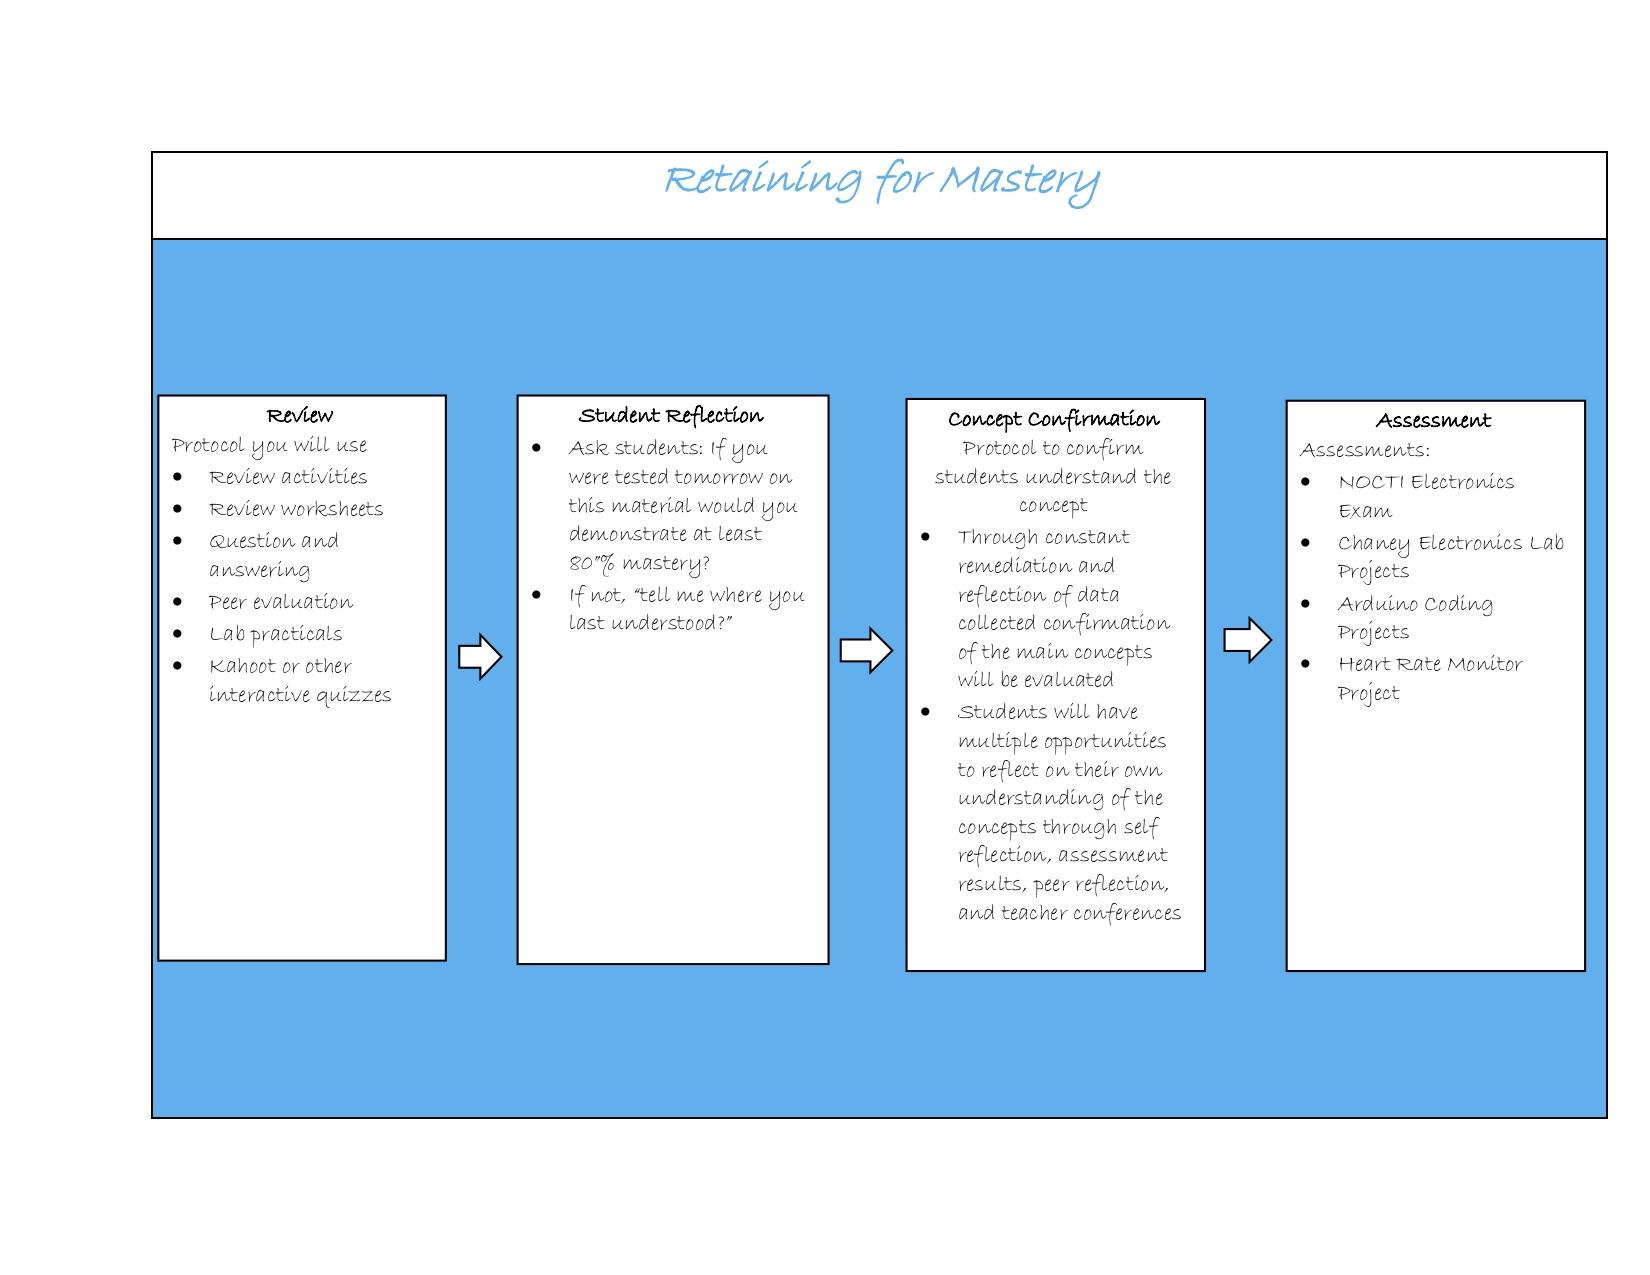 Retaining for Mastery
Review
Protocol you will use
• Review activities
• Review worksheets
• Question and
answering
• Peer evaluation
• Lab practicals
• Kahoot or other
interactive quizzes
Student Reflection
• Ask students: If you
were tested tomorrow on
this material would you
demonstrate at least
80"% mastery?
• If not, "tell me where you
last understood?"
Concept Confirmation
Protocol to confirm
students understand the
concept
• Through constant
remediation and
reflection of data
collected confirmation
of the main concepts
will be evaluated
• Students will have
multiple opportunities
to reflect on their own
understanding of the
concepts through self
reflection, assessment
results, peer reflection,
and teacher conferences
Assessment
Assessments:
• NOCTI Electronics
Exam
• Chaney Electronics Lab
Projects
• Arduino Coding
Projects
• Heart Rate Monitor
Project